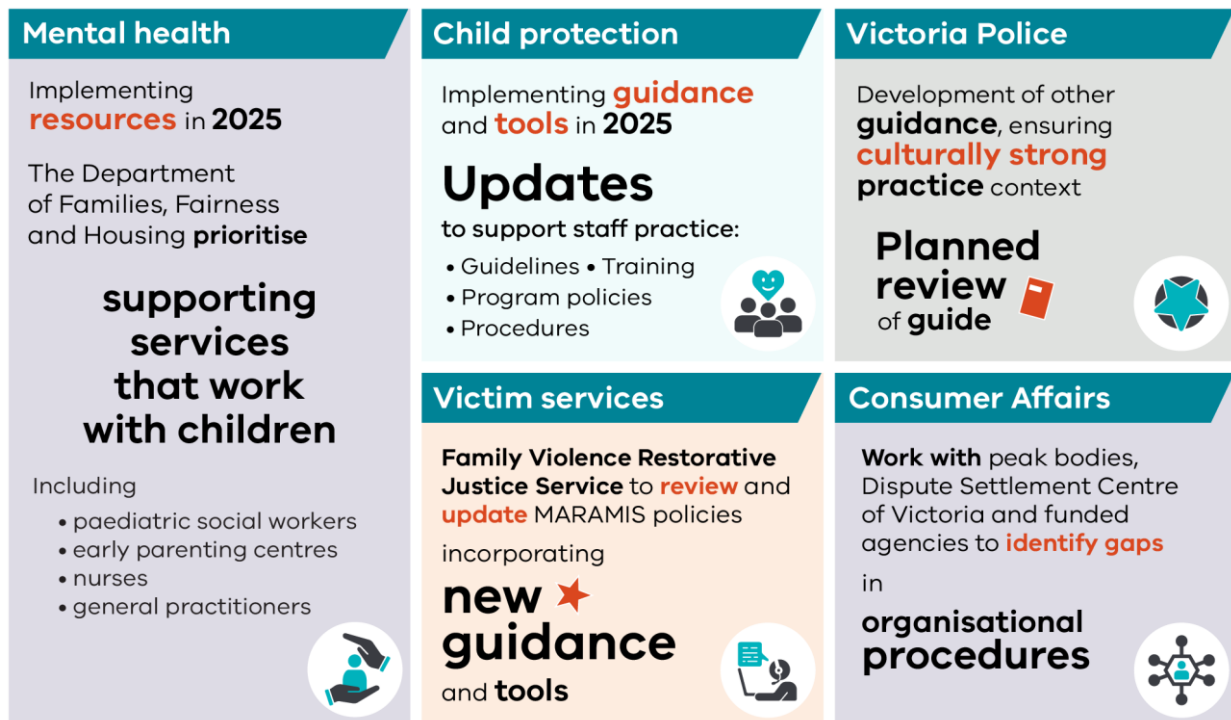 Mental health
Implementing
resources in 2025
The Department
of Families, Fairness
and Housing prioritise
supporting
services
that work
with children
Including
• paediatric social workers
• early parenting centres
• nurses
• general practitioners
Child protection
Implementing guidance
and tools in 2025
Updates
to support staff practice:
• Guidelines • Training
• Program policies
• Procedures
Victoria Police
Development of other
guidance, ensuring
culturally strong
practice context
Planned
review
of guide
Victim services
Family Violence Restorative
Justice Service to review and
update MARAMIS policies
incorporating
new
guidance
and tools
Consumer Affairs
Work with peak bodies,
Dispute Settlement Centre
of Victoria and funded
agencies to identify gaps
in
organisational
procedures